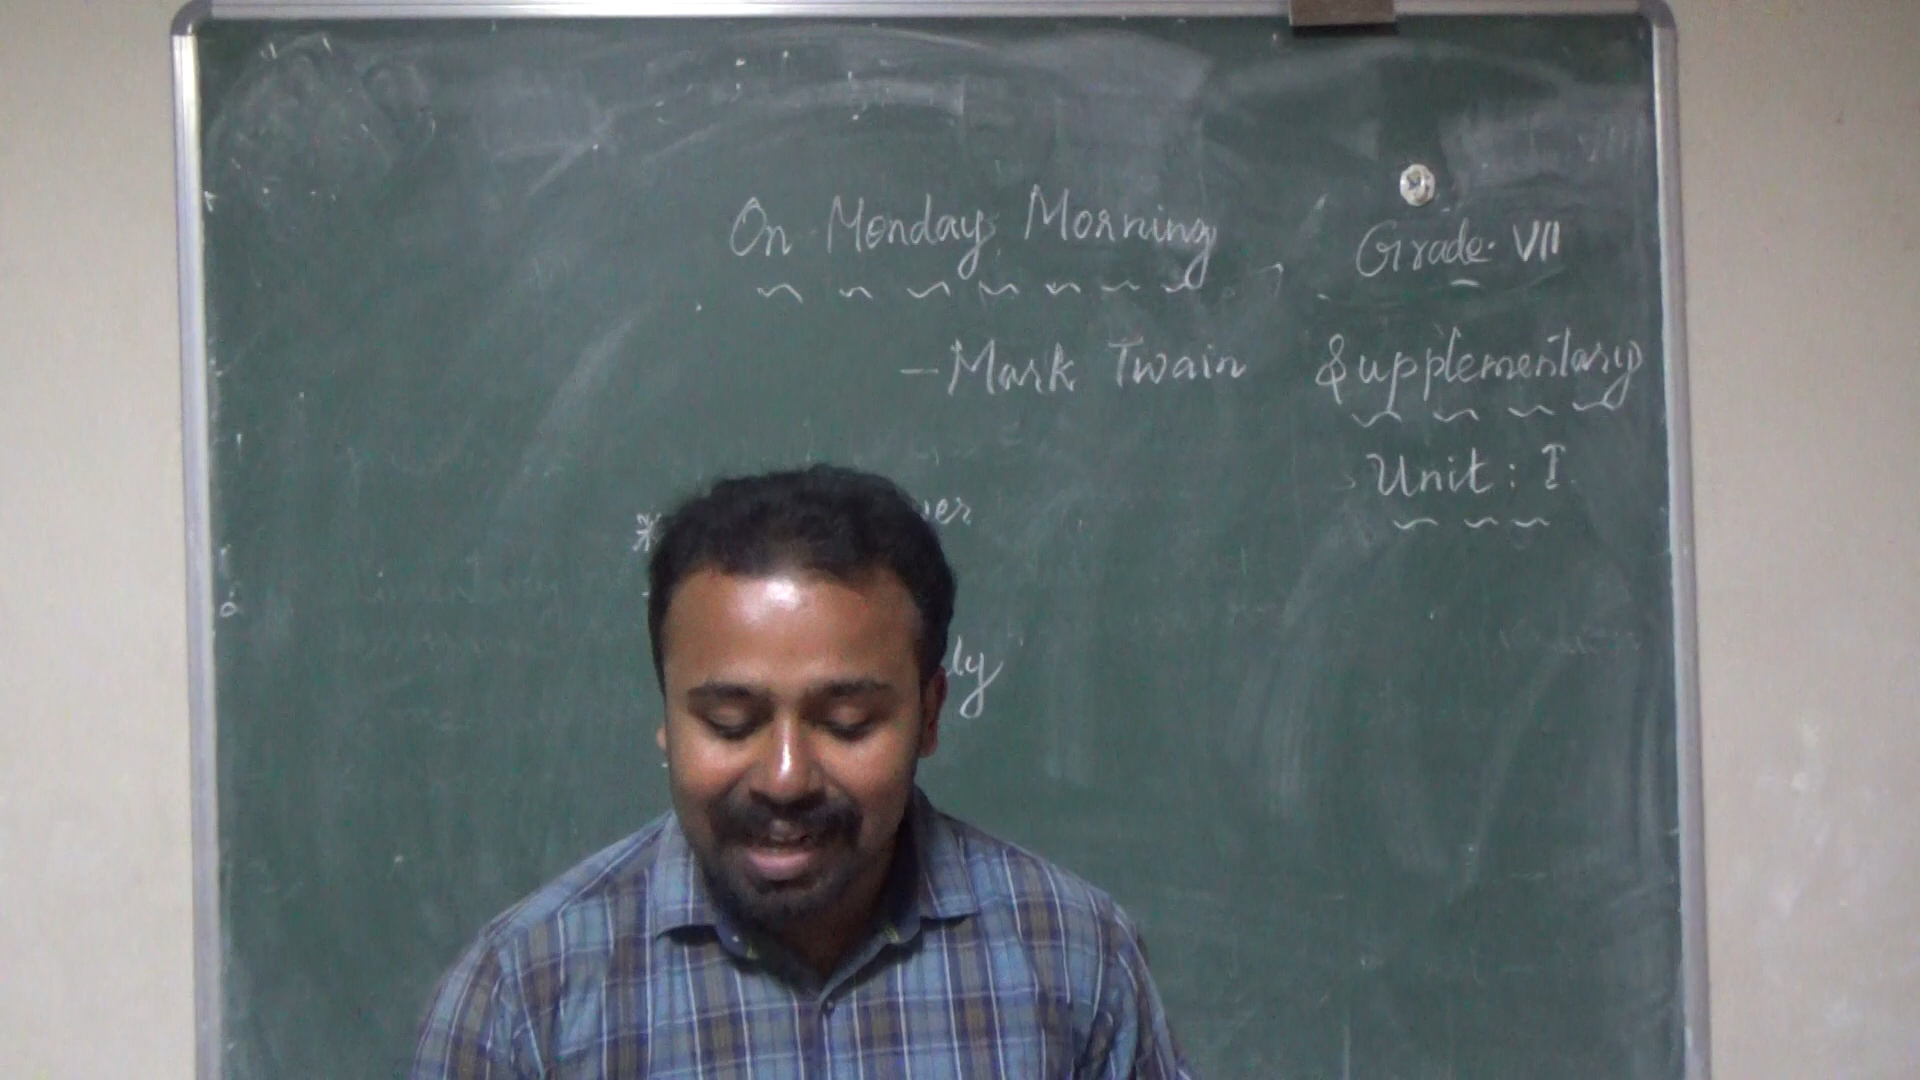 On Monday Morning
Grade: VII
- Mark Twain
Supplementary
Unit : I